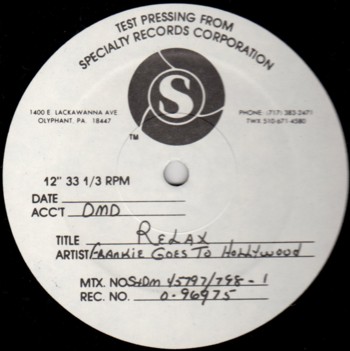 TEST PRESSING FROM
SPECIALTY RECORDS CORPORATION
S
TM
1400 E. LACKAWANNA AVE.
OLYPHANT, PA 18447
PHONE: (717) 383-2471
TWX 510-671-4580
12" 33 1/3 RPM
DATE
ACC'T DMD
TITLE RELAX
ARTIST FRANKIE GOES TO HOLLYWOOD
MTX. NO. SHDM 45797/798-1
REC. NO. 0-96975